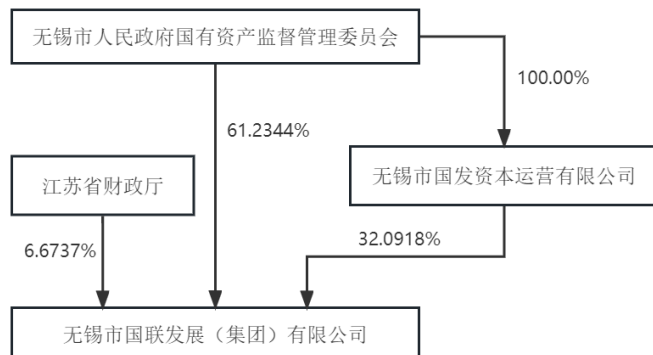 无锡市人民政府国有资产监督管理委员会
100.00%
61.2344%
江苏省财政厅
无锡市国发资本运营有限公司
6.6737%
32.0918%
无锡市国联发展（集团）有限公司